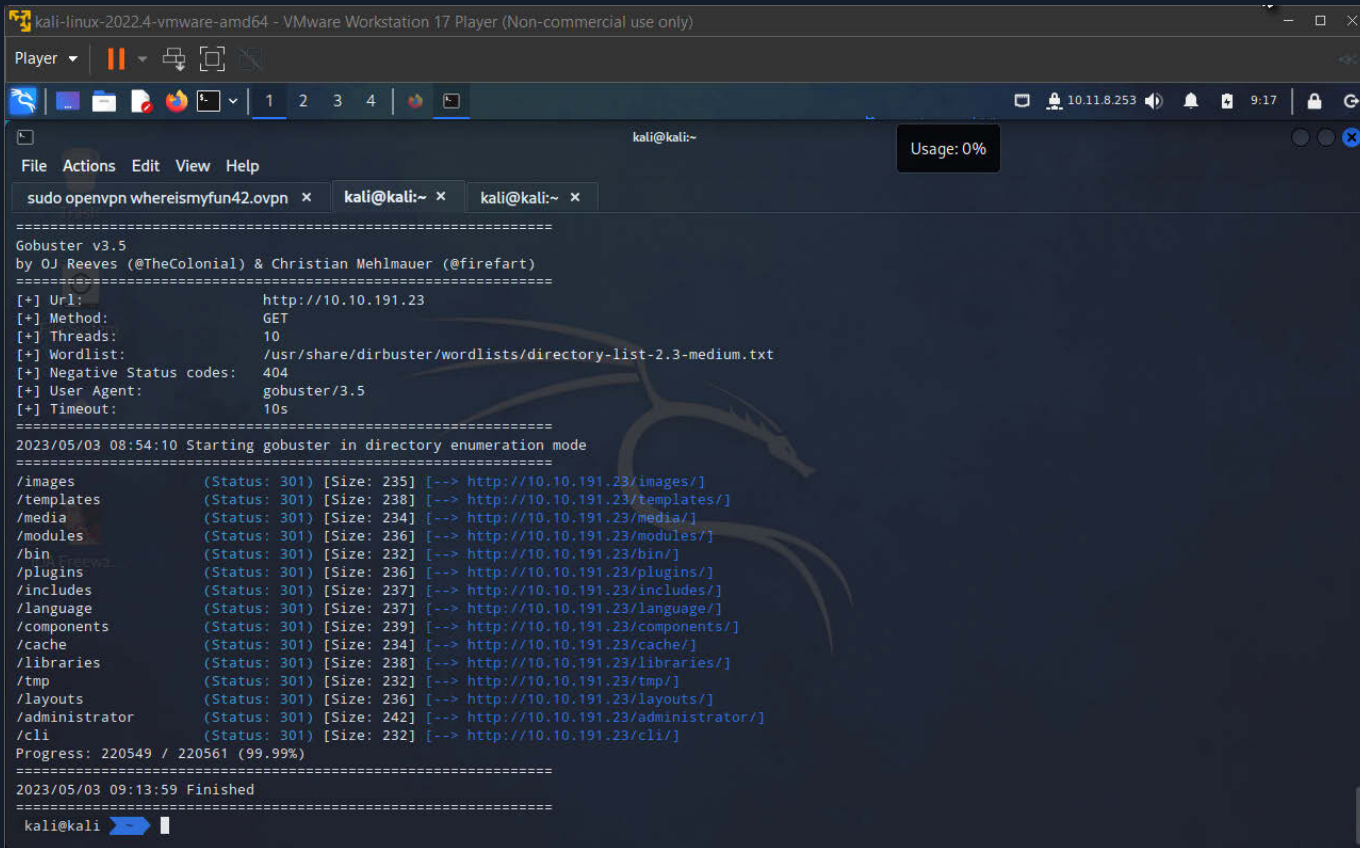 kali-linux-2022.4-vmware-amd64 - VMware Workstation 17 Player (Non-commercial use only)
Player
1 2 3 4
10.11.8.253
9:17
kali@kali:~
Usage: 0%
File Actions Edit View Help
sudo openvpn whereismyfun42.ovpn × kali@kali:~ × kali@kali:~ ×
===============================================================
Gobuster v3.5
by OJ Reeves (@TheColonial) & Christian Mehlmauer (@firefart)
===============================================================
[+] Url: http://10.10.191.23
[+] Method: GET
[+] Threads: 10
[+] Wordlist: /usr/share/dirbuster/wordlists/directory-list-2.3-medium.txt
[+] Negative Status codes: 404
[+] User Agent: gobuster/3.5
[+] Timeout: 10s
===============================================================
2023/05/03 08:54:10 Starting gobuster in directory enumeration mode
===============================================================
/images (Status: 301) [Size: 235] [--> http://10.10.191.23/images/]
/templates (Status: 301) [Size: 238] [--> http://10.10.191.23/templates/]
/media (Status: 301) [Size: 234] [--> http://10.10.191.23/media/]
/modules (Status: 301) [Size: 236] [--> http://10.10.191.23/modules/]
/bin (Status: 301) [Size: 232] [--> http://10.10.191.23/bin/]
/plugins (Status: 301) [Size: 236] [--> http://10.10.191.23/plugins/]
/includes (Status: 301) [Size: 237] [--> http://10.10.191.23/includes/]
/language (Status: 301) [Size: 237] [--> http://10.10.191.23/language/]
/components (Status: 301) [Size: 239] [--> http://10.10.191.23/components/]
/cache (Status: 301) [Size: 234] [--> http://10.10.191.23/cache/]
/libraries (Status: 301) [Size: 238] [--> http://10.10.191.23/libraries/]
/tmp (Status: 301) [Size: 232] [--> http://10.10.191.23/tmp/]
/layouts (Status: 301) [Size: 236] [--> http://10.10.191.23/layouts/]
/administrator (Status: 301) [Size: 242] [--> http://10.10.191.23/administrator/]
/cli (Status: 301) [Size: 232] [--> http://10.10.191.23/cli/]
Progress: 220549 / 220561 (99.99%)
===============================================================
2023/05/03 09:13:59 Finished
===============================================================
kali@kali ~